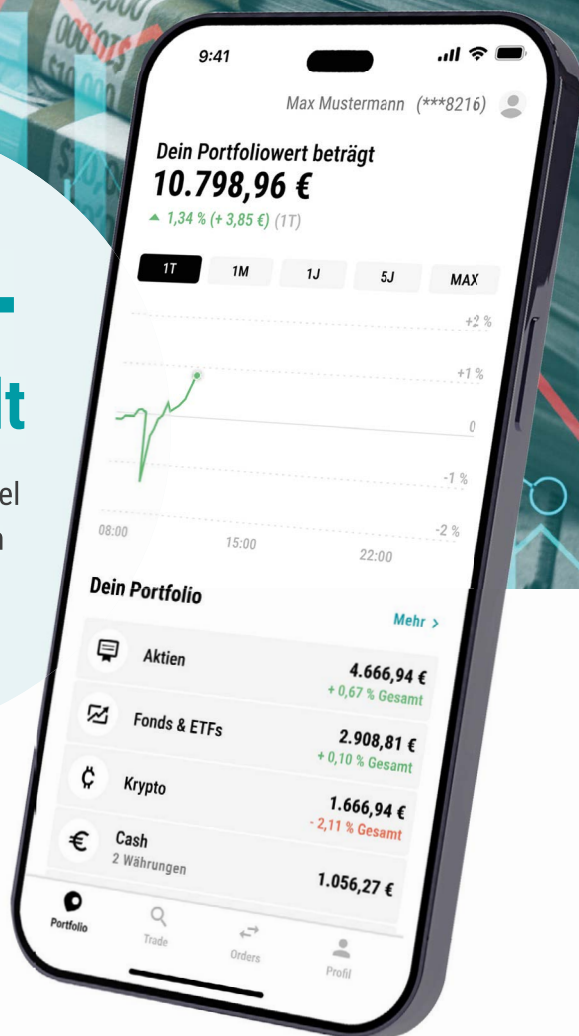 9:41
Max Mustermann (***8216)
Dein Portfoliowert beträgt
10.798,96 €
1,34 % (+ 3,85 €) (1T)
1T 1M 1J 5J MAX
+2 %
+1 %
0
-1 %
-2 %
08:00 15:00 22:00
Dein Portfolio
Mehr >
Aktien
4.666,94 €
+ 0,67 % Gesamt
Fonds & ETFs
2.908,81 €
+ 0,10 % Gesamt
Krypto
1.666,94 €
- 2,11 % Gesamt
Cash
2 Währungen
1.056,27 €
Portfolio Trade Orders Profil